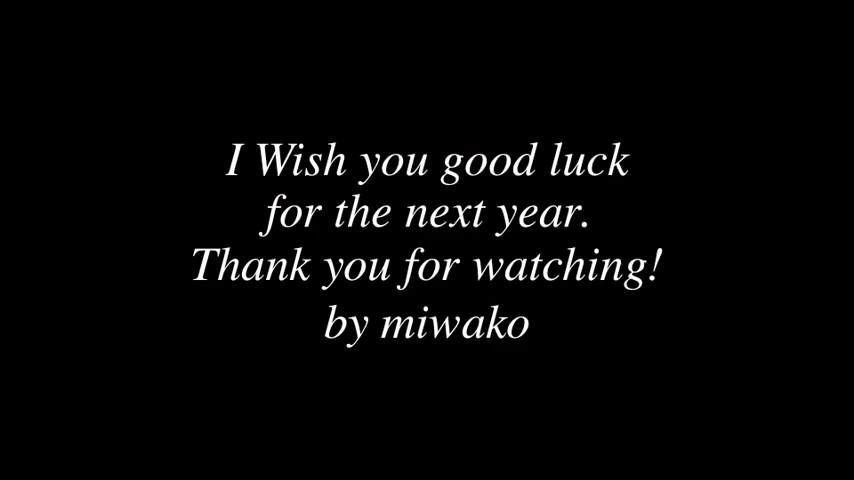 I Wish you good luck
for the next year.
Thank you for watching!
by miwako